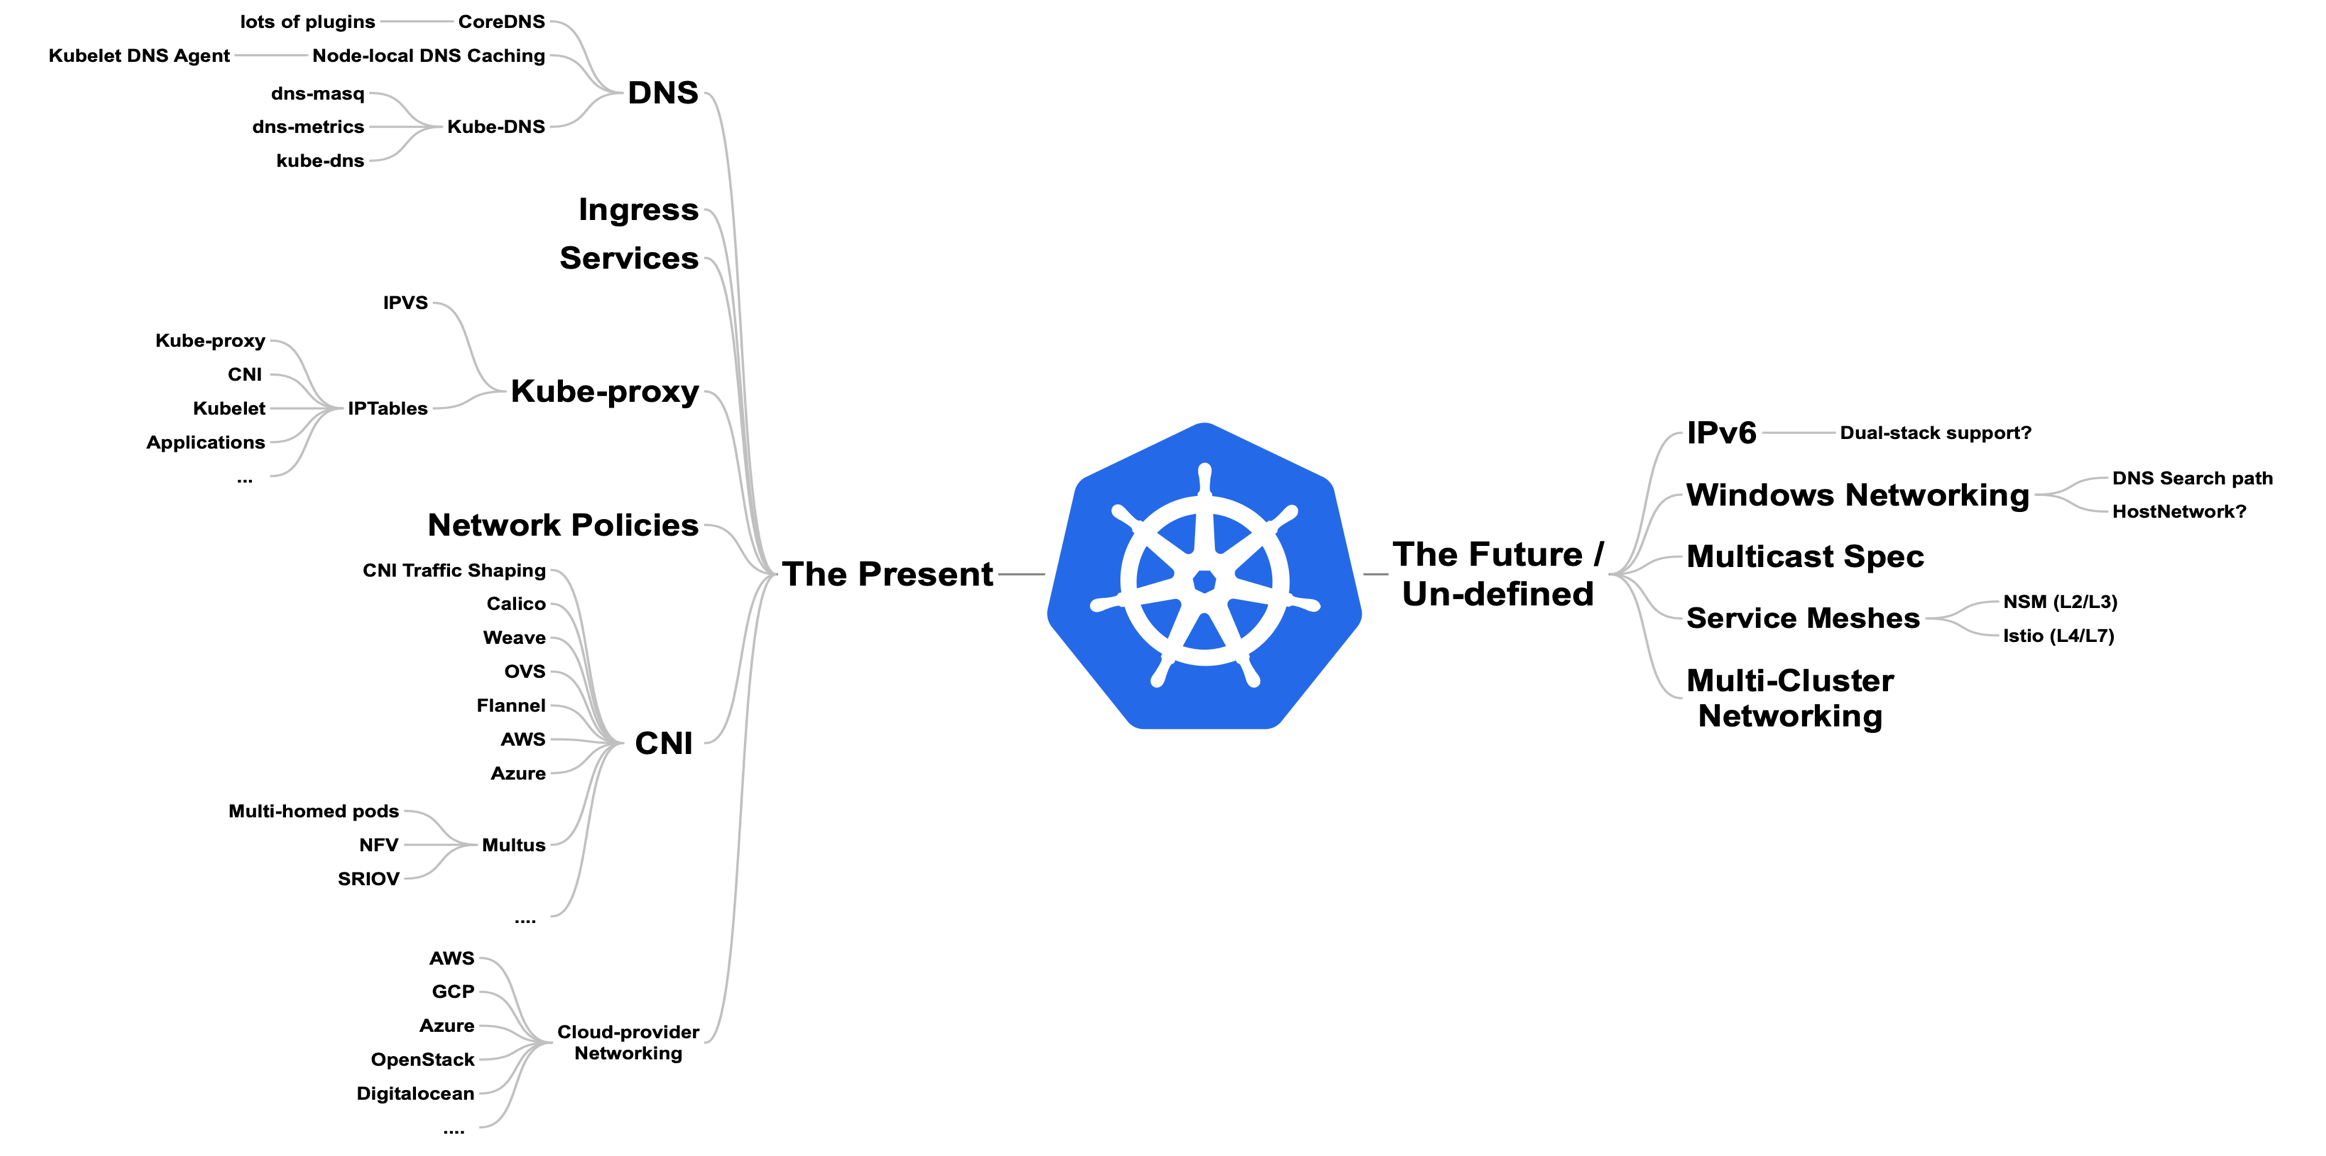 lots of plugins
CoreDNS
Kubelet DNS Agent
Node-local DNS Caching
dns-masq
dns-metrics
kube-dns
Kube-DNS
DNS
Ingress
Services
IPVS
Kube-proxy
CNI
Kubelet
Applications
...
IPTables
Kube-proxy
Network Policies
CNI Traffic Shaping
Calico
Weave
OVS
Flannel
AWS
Azure
Multi-homed pods
NFV
SRIOV
Multus
....
CNI
AWS
GCP
Azure
OpenStack
Digitalocean
....
Cloud-provider
Networking
The Present
The Future /
Un-defined
IPv6
Dual-stack support?
Windows Networking
DNS Search path
HostNetwork?
Multicast Spec
Service Meshes
NSM (L2/L3)
Istio (L4/L7)
Multi-Cluster
Networking